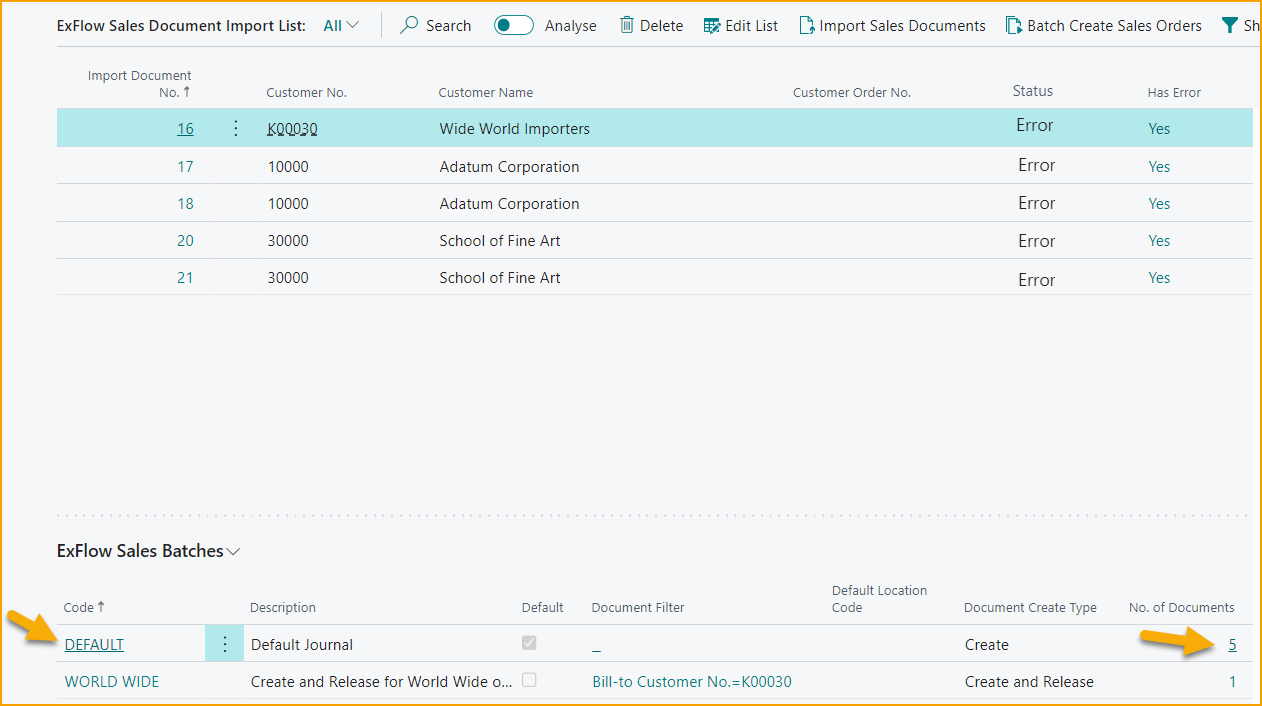 ExFlow Sales Document Import List: All Search Analyse Delete Edit List Import Sales Documents Batch Create Sales Orders Sh
Import Document
No. ↑ Customer No. Customer Name Customer Order No. Status Has Error
16 K00030 Wide World Importers Error Yes
17 10000 Adatum Corporation Error Yes
18 10000 Adatum Corporation Error Yes
20 30000 School of Fine Art Error Yes
21 30000 School of Fine Art Error Yes
ExFlow Sales Batches
Default Location
Code ↑ Description Default Document Filter Code Document Create Type No. of Documents
DEFAULT Default Journal _ Create 5
WORLD WIDE Create and Release for World Wide o... Bill-to Customer No.=K00030 Create and Release 1